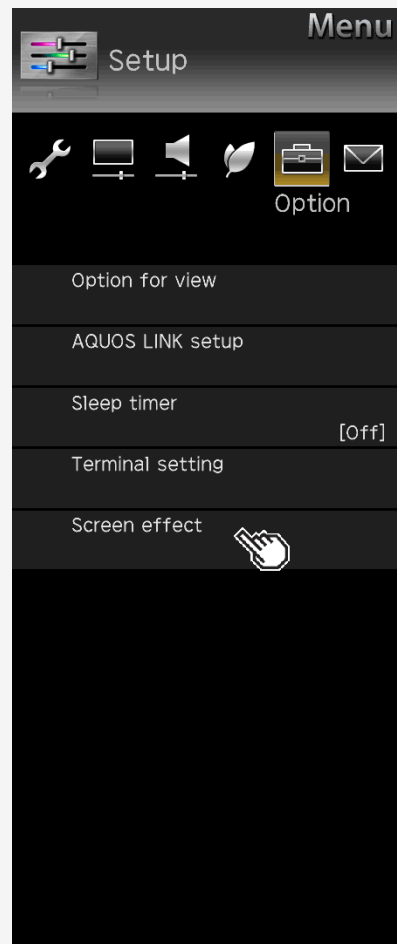 Menu
Setup
Option
Option for view
AQUOS LINK setup
Sleep timer
[Off]
Terminal setting
Screen effect